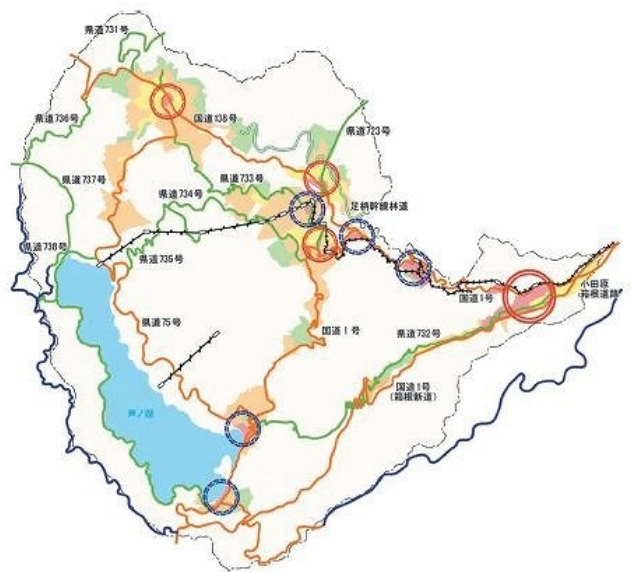 県道731号
県道736号
国道138号
県道723号
県道737号
県道734号
県道733号
足柄幹線林道
県道738号
県道735号
小田原
箱根道路
国道1号
県道75号
国道1号
県道732号
国道1号
(箱根新道)
芦ノ湖